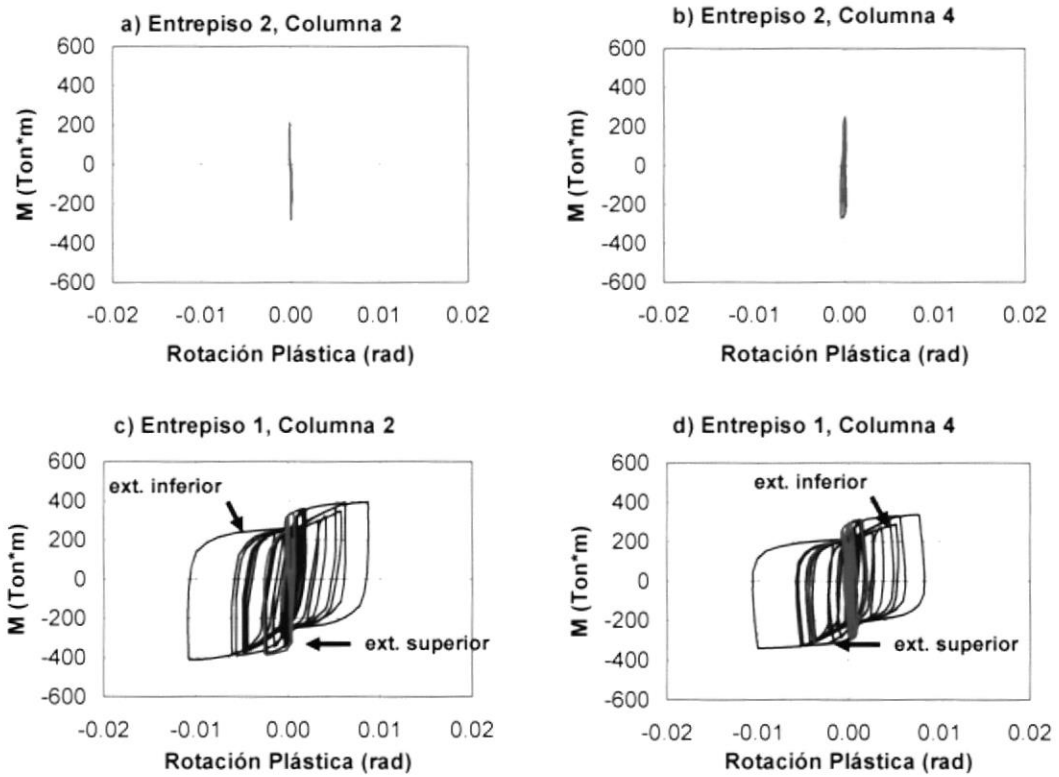 a) Entrepiso 2, Columna 2
600
400
200
0
-200
-400
-600
M (Ton*m)
-0.02 -0.01 0.00 0.01 0.02
Rotación Plástica (rad)
b) Entrepiso 2, Columna 4
600
400
200
0
-200
-400
-600
M (Ton*m)
-0.02 -0.01 0.00 0.01 0.02
Rotación Plástica (rad)
c) Entrepiso 1, Columna 2
600
400
200
0
-200
-400
-600
M (Ton*m)
ext. inferior
ext. superior
-0.02 -0.01 0.00 0.01 0.02
Rotación Plástica (rad)
d) Entrepiso 1, Columna 4
600
400
200
0
-200
-400
-600
M (Ton*m)
ext. inferior
ext. superior
-0.02 -0.01 0.00 0.01 0.02
Rotación Plástica (rad)